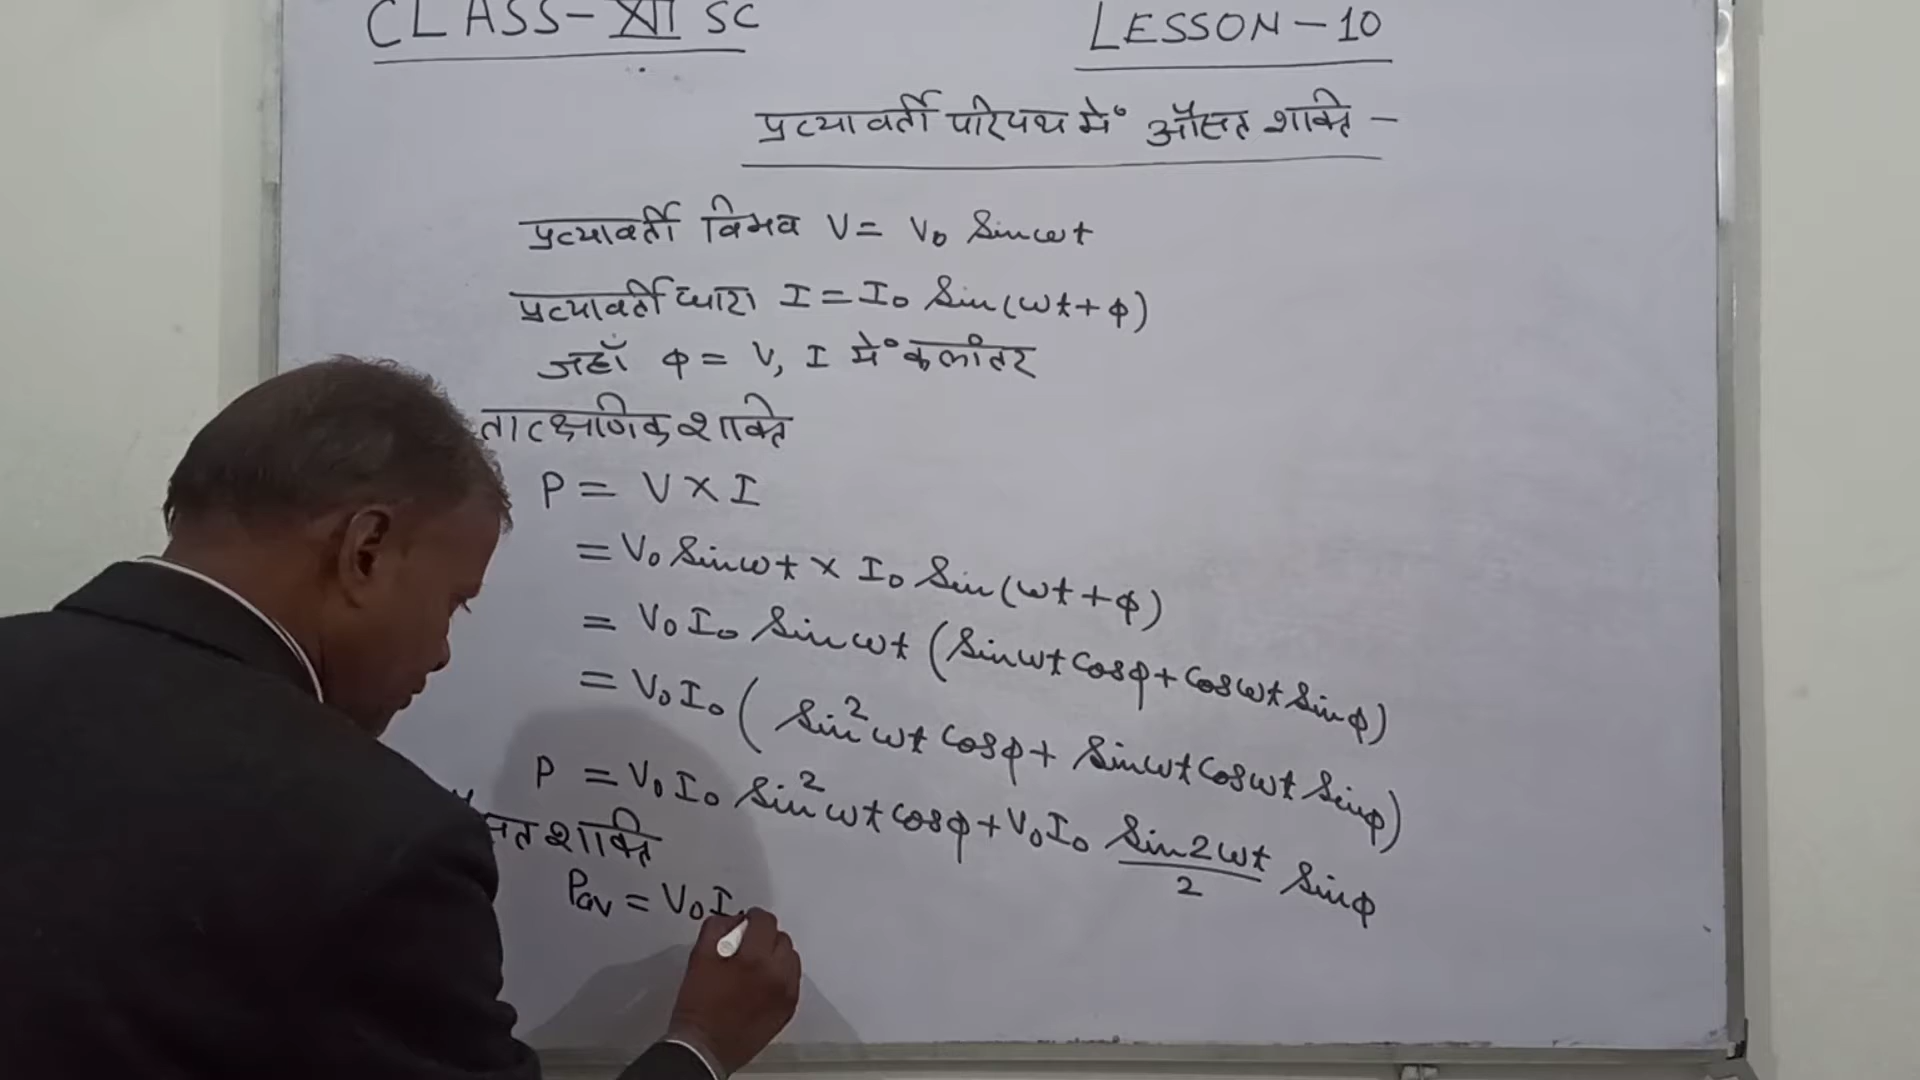 CLASS-XII SC
LESSON-10
प्रत्यावर्ती परिपथ में औसत शक्ति -
प्रत्यावर्ती विभव V = V₀ Sinωt
प्रत्यावर्ती धारा I = I₀ Sin(ωt+φ)
जहाँ φ = V, I में कलांतर
तात्क्षणिक शक्ति
P = V × I
= V₀ Sinωt × I₀ Sin(ωt+φ)
= V₀I₀ Sinωt (Sinωt Cosφ + Cosωt Sinφ)
= V₀I₀ (Sin²ωt Cosφ + Sinωt Cosωt Sinφ)
P = V₀I₀ Sin²ωt Cosφ + V₀I₀ Sin2ωt/2 Sinφ
शक्ति
Pav = V₀I